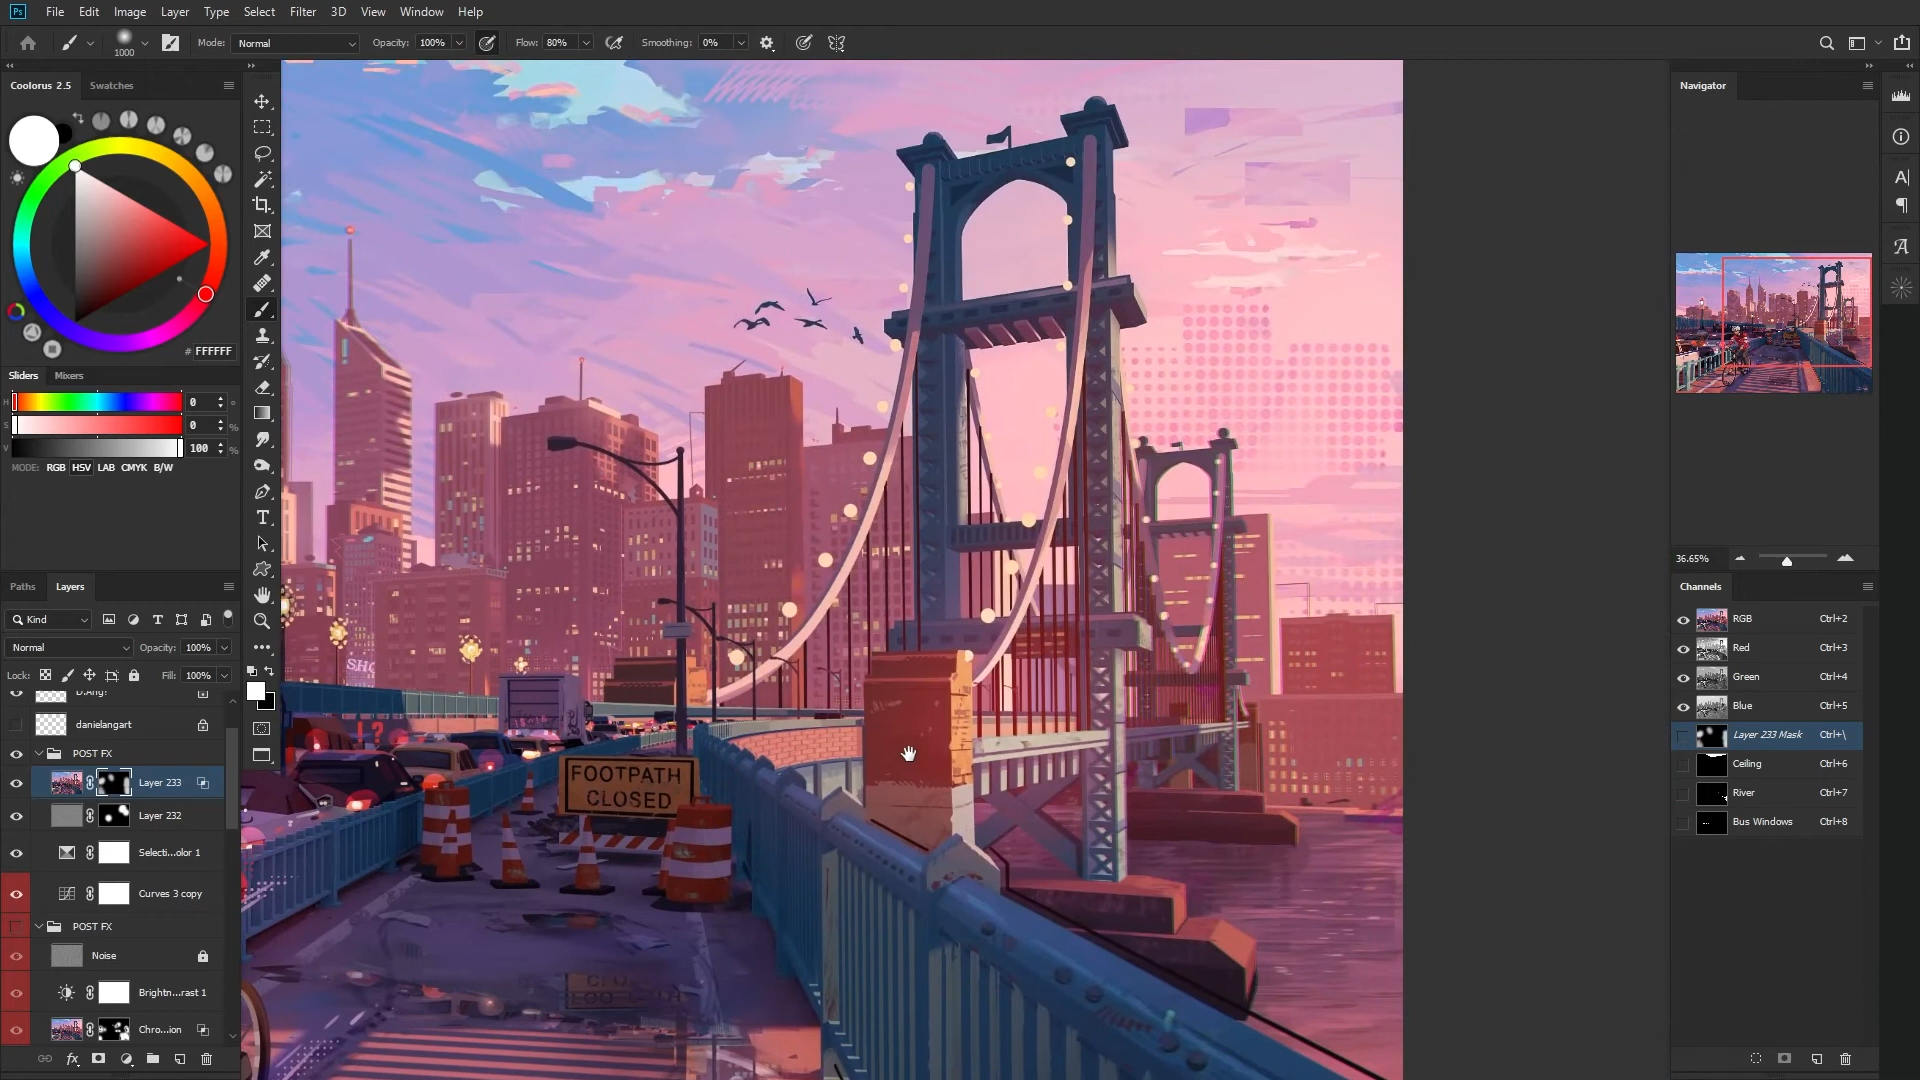 Ps File Edit Image Layer Type Select Filter 3D View Window Help
1000 Mode: Normal Opacity: 100% Flow: 80% Smoothing: 0%
Coolorus 2.5 Swatches
# FFFFFF
Sliders Mixers
H 0 °
S 0 %
V 100 %
MODE: RGB HSV LAB CMYK B/W
Paths Layers
Kind
Normal Opacity: 100%
Lock: Fill: 100%
D.Ang!
danielangart
POST FX
Layer 233
Layer 232
Selecti...olor 1
Curves 3 copy
POST FX
Noise
Brightn...rast 1
Chro...ion
fx
SHO
FOOTPATH
CLOSED
Navigator
36.65%
Channels
RGB Ctrl+2
Red Ctrl+3
Green Ctrl+4
Blue Ctrl+5
Layer 233 Mask Ctrl+\
Ceiling Ctrl+6
River Ctrl+7
Bus Windows Ctrl+8